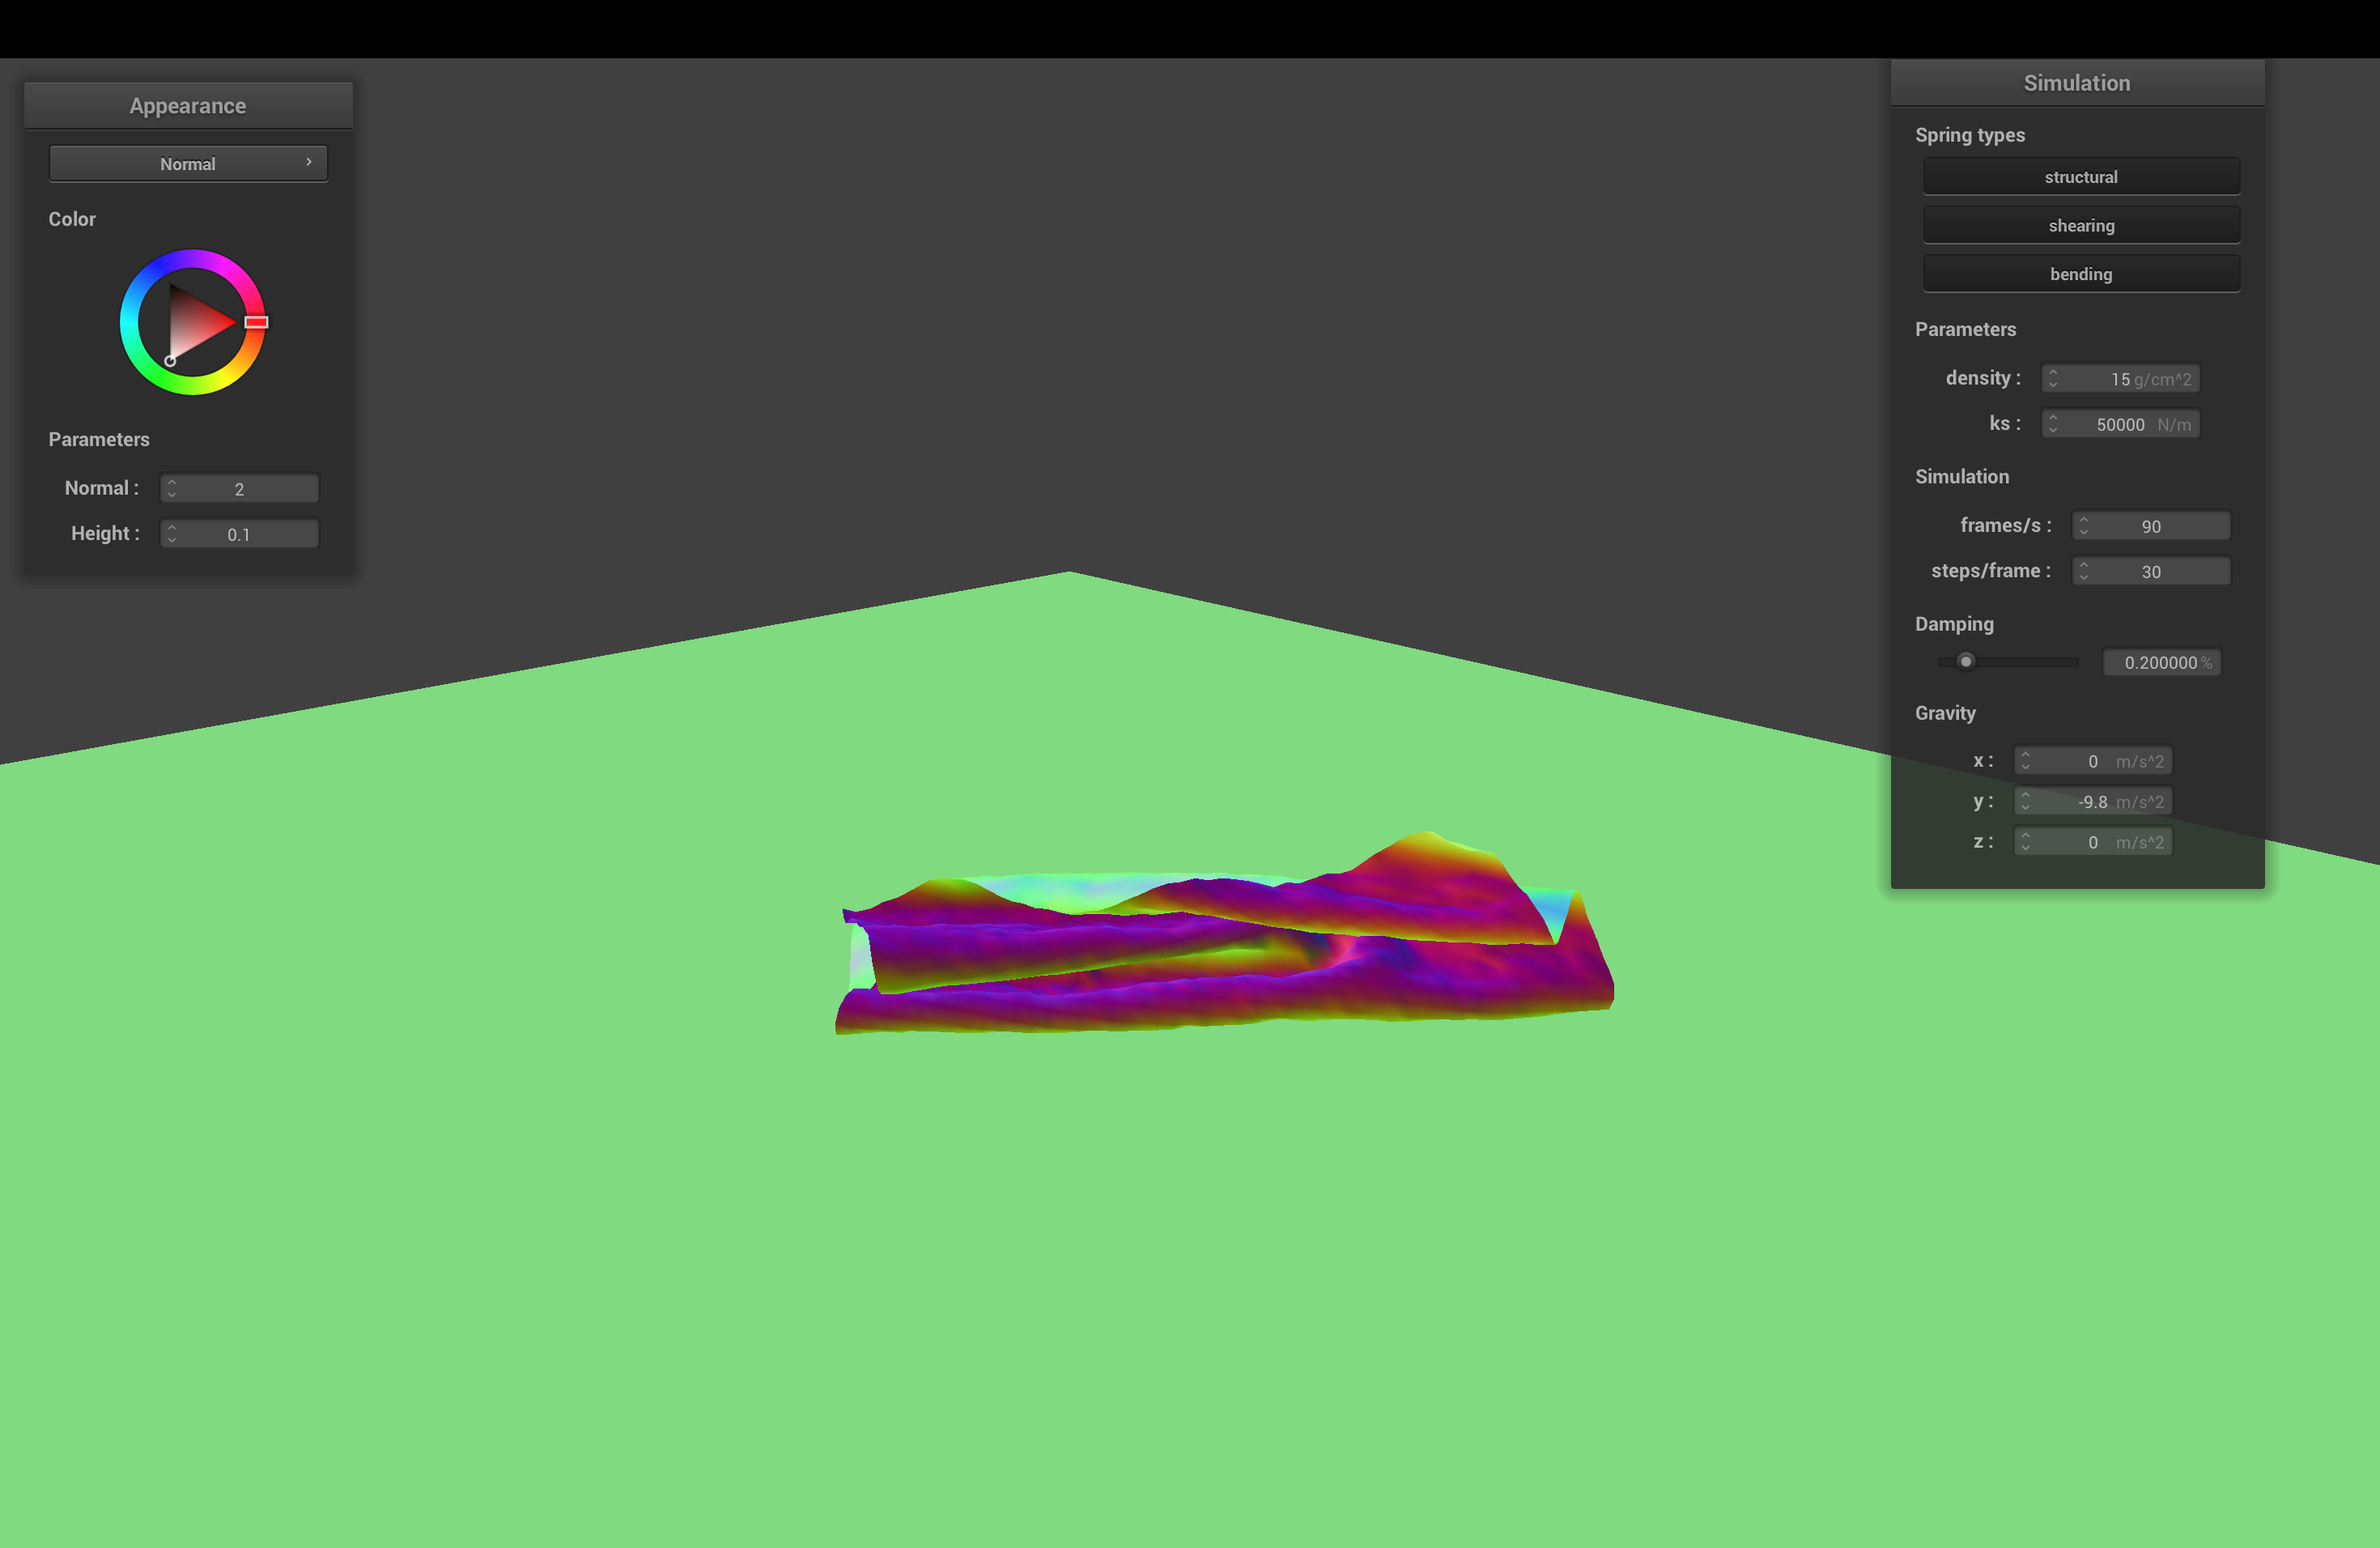 Appearance
Normal
Color
Parameters
Normal : 2
Height : 0.1
Simulation
Spring types
structural
shearing
bending
Parameters
density : 15 g/cm^2
ks : 50000 N/m
Simulation
frames/s : 90
steps/frame : 30
Damping
0.200000 %
Gravity
x : 0 m/s^2
y : -9.8 m/s^2
z : 0 m/s^2